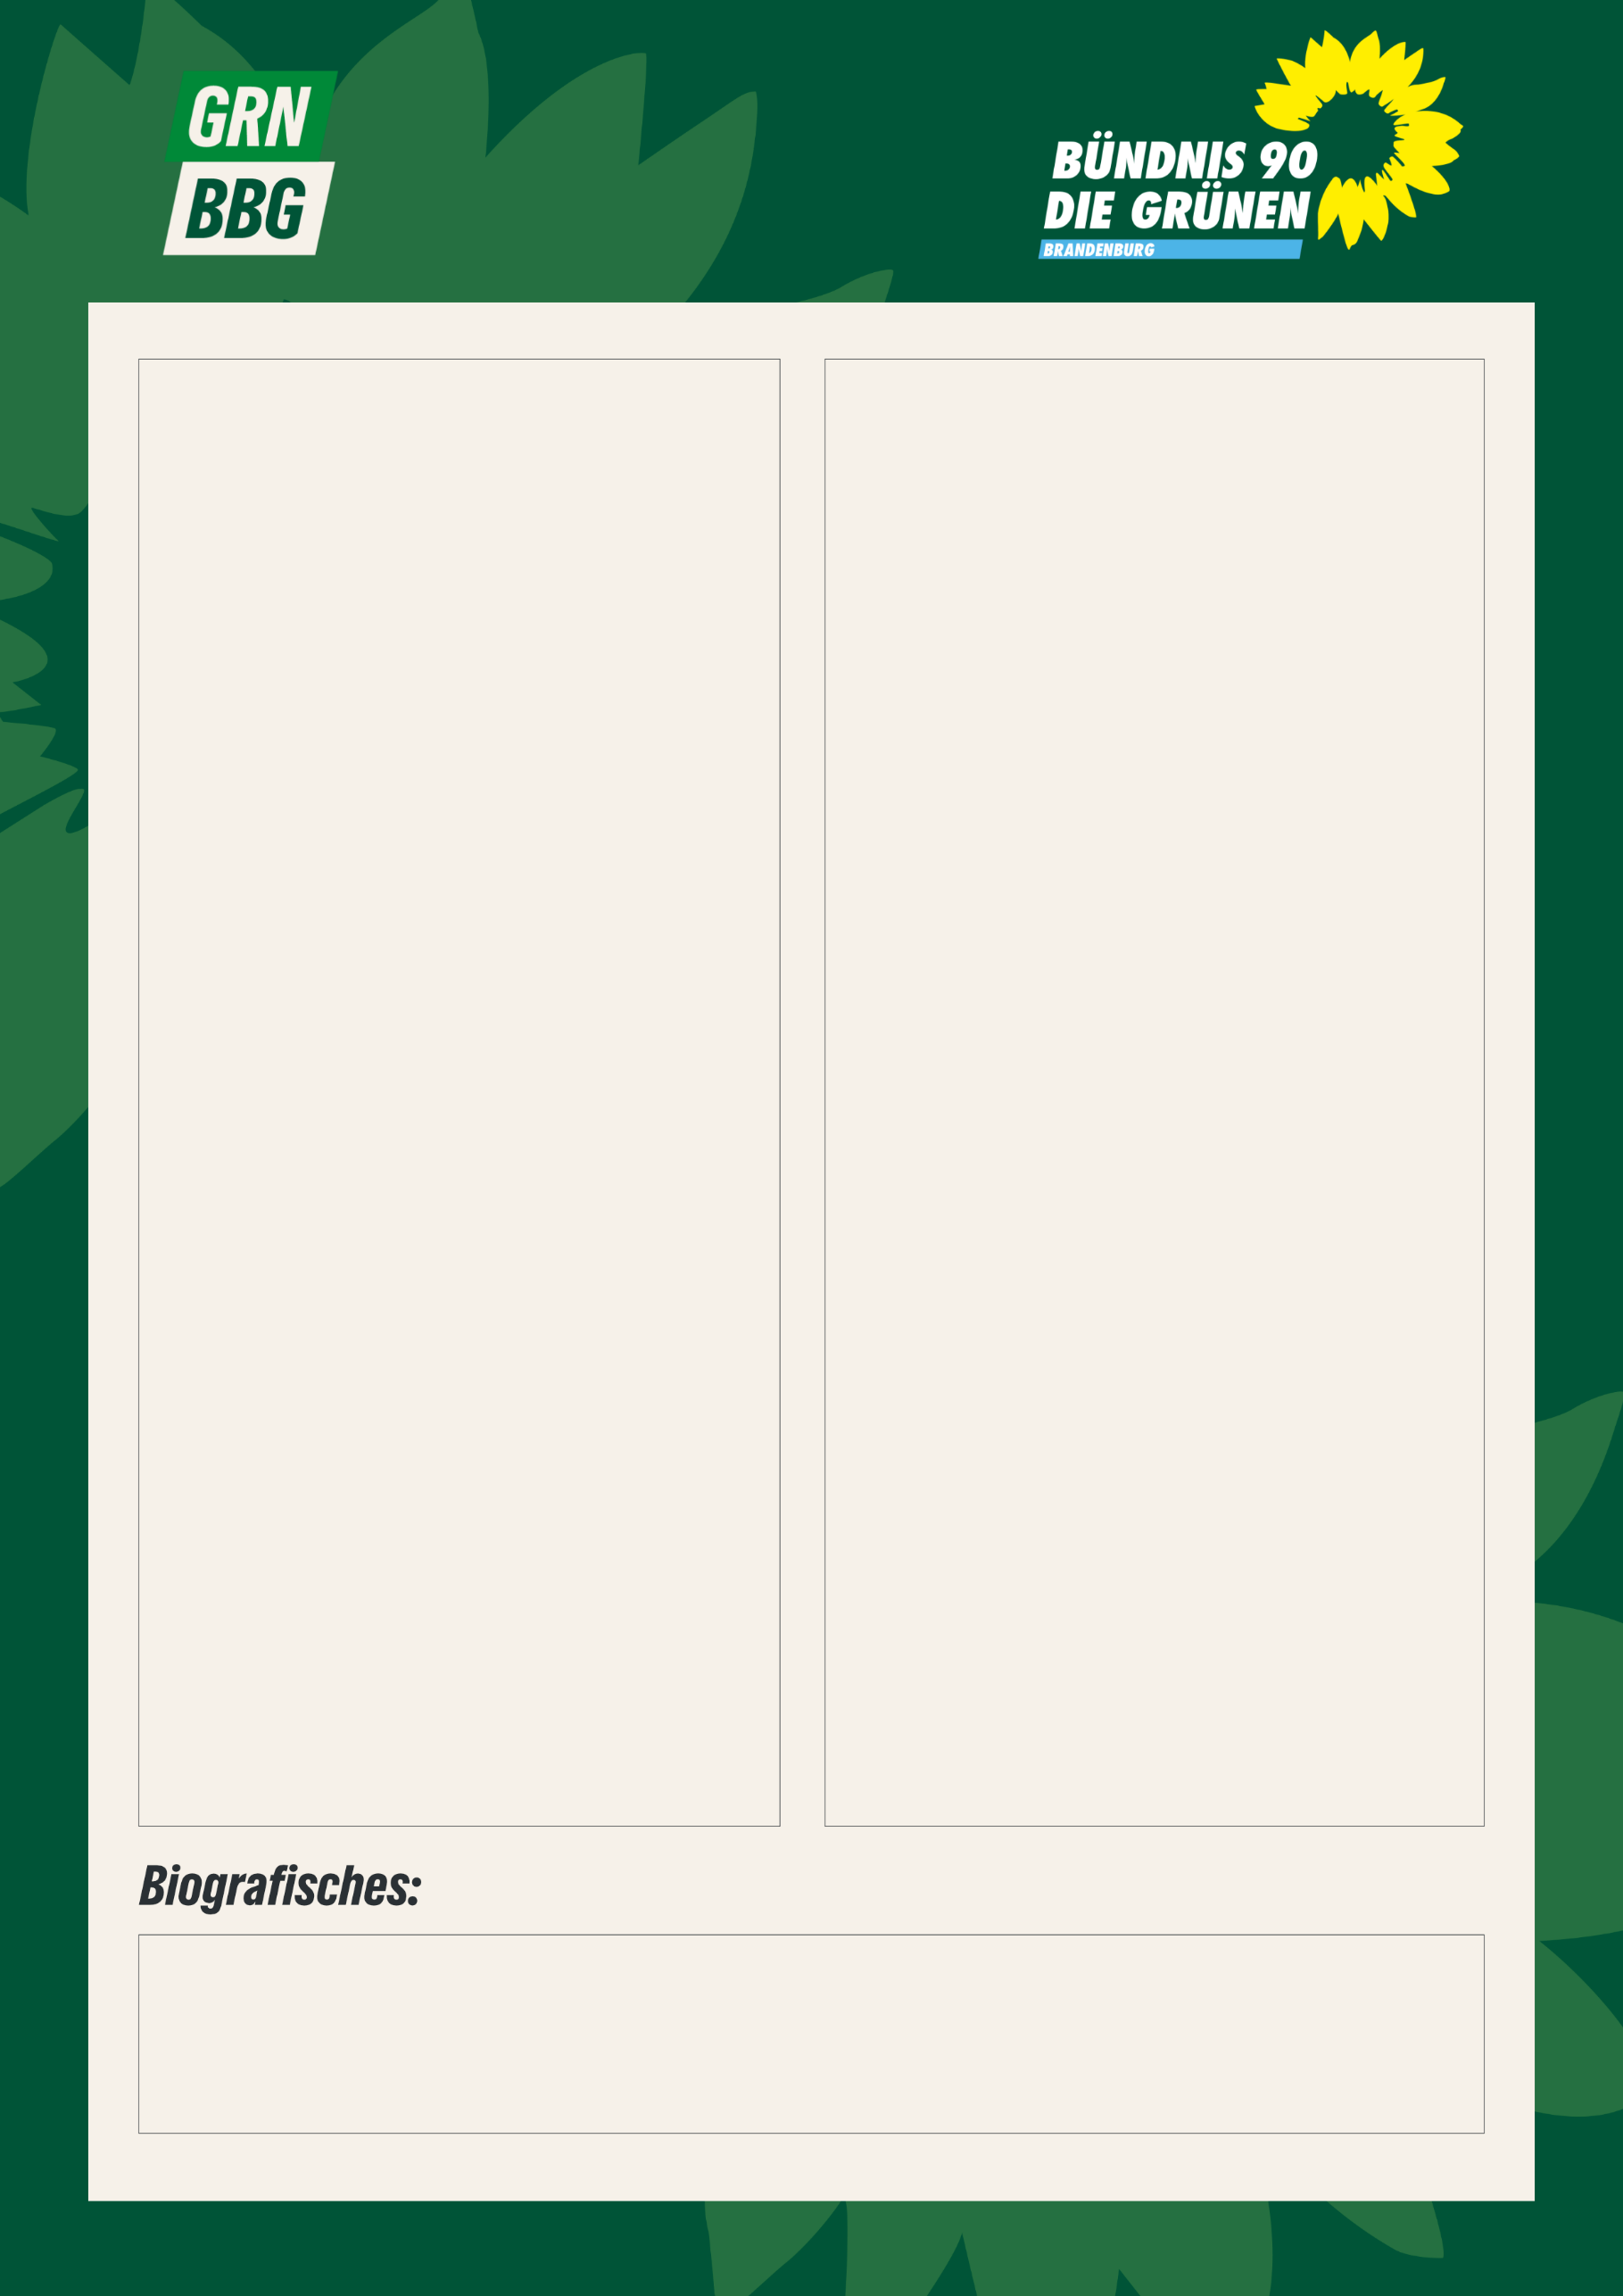 GRN
BBG
BÜNDNIS 90
DIE GRÜNEN
BRANDENBURG
Biografisches: